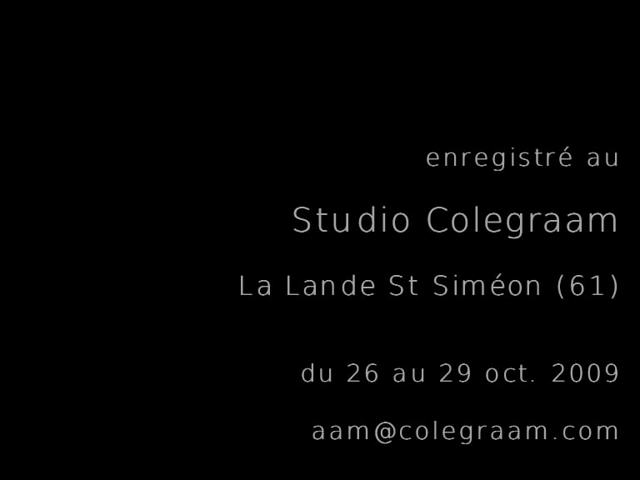 enregistré au
Studio Colegraam
La Lande St Siméon (61)
du 26 au 29 oct. 2009
aam@colegraam.com